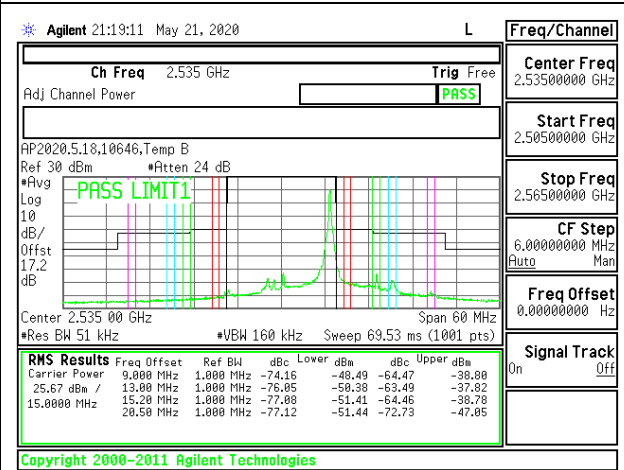 Agilent 21:19:11 May 21, 2020 L
Freq/Channel
Ch Freq 2.535 GHz Trig Free
Adj Channel Power PASS
AP2020.5.18,10646,Temp B
Ref 30 dBm #Atten 24 dB
#Avg
Log
10
dB/
Offst
17.2
dB
PASS LIMIT1
Center 2.535 00 GHz Span 60 MHz
#Res BW 51 kHz #VBW 160 kHz Sweep 69.53 ms (1001 pts)
RMS Results Freq Offset Ref BW dBc Lower dBm dBc Upper dBm
Carrier Power 9.000 MHz 1.000 MHz -74.16 -48.49 -64.47 -38.80
25.67 dBm / 13.00 MHz 1.000 MHz -76.05 -50.38 -63.49 -37.82
15.0000 MHz 15.20 MHz 1.000 MHz -77.08 -51.41 -64.46 -38.78
20.50 MHz 1.000 MHz -77.12 -51.44 -72.73 -47.05
Copyright 2000-2011 Agilent Technologies
Center Freq
2.53500000 GHz
Start Freq
2.50500000 GHz
Stop Freq
2.56500000 GHz
CF Step
6.00000000 MHz
Auto Man
Freq Offset
0.00000000 Hz
Signal Track
On Off